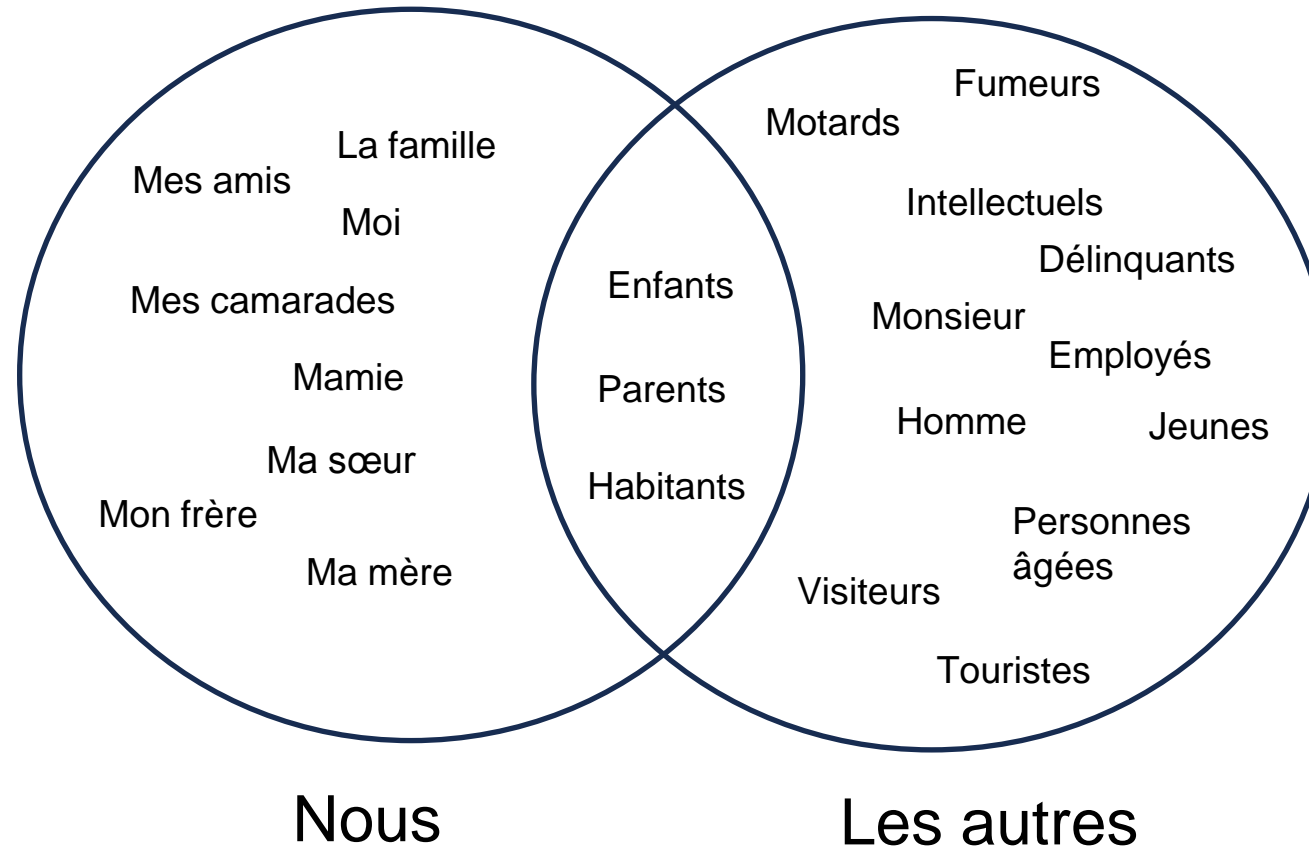 La famille
Mes amis
Moi
Mes camarades
Mamie
Ma sœur
Mon frère
Ma mère
Enfants
Parents
Habitants
Fumeurs
Motards
Intellectuels
Délinquants
Monsieur
Employés
Homme
Jeunes
Personnes
âgées
Visiteurs
Touristes
Nous
Les autres